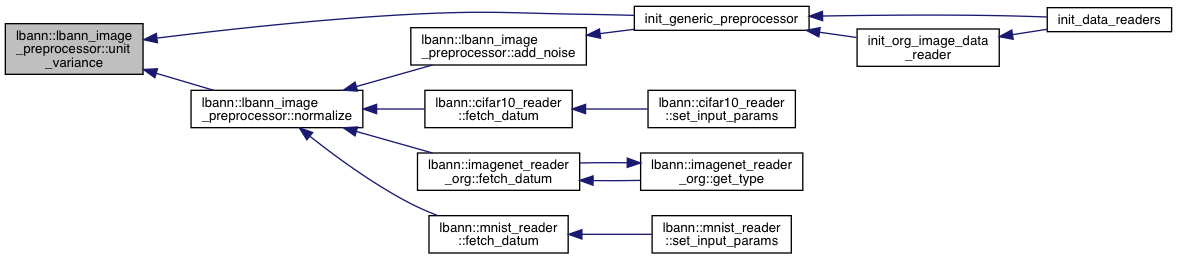 lbann::lbann_image
_preprocessor::unit
_variance
init_generic_preprocessor
init_data_readers
lbann::lbann_image
_preprocessor::add_noise
init_org_image_data
_reader
lbann::lbann_image
_preprocessor::normalize
lbann::cifar10_reader
::fetch_datum
lbann::cifar10_reader
::set_input_params
lbann::imagenet_reader
_org::fetch_datum
lbann::imagenet_reader
_org::get_type
lbann::mnist_reader
::fetch_datum
lbann::mnist_reader
::set_input_params